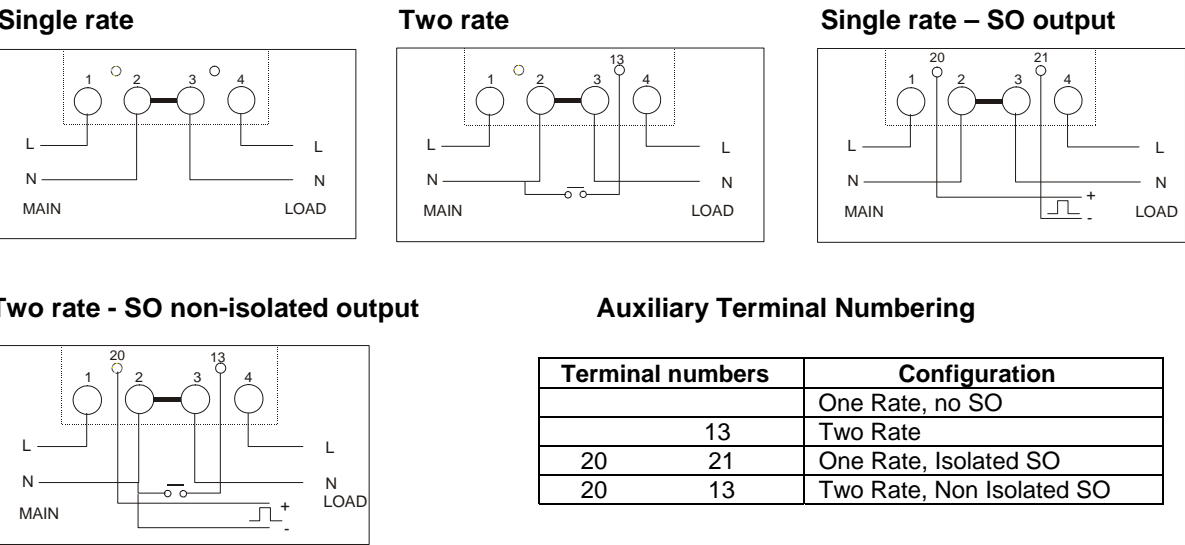 Single rate
Two rate
Single rate – SO output
1 2 3 4
L L
N N
MAIN LOAD
13
1 2 3 4
L L
N N
MAIN LOAD
20 21
1 2 3 4
L L
N N
+
MAIN - LOAD
Two rate - SO non-isolated output
Auxiliary Terminal Numbering
20 13
1 2 3 4
L L
N N
LOAD
+
MAIN
-
Terminal numbers Configuration
One Rate, no SO
13 Two Rate
20 21 One Rate, Isolated SO
20 13 Two Rate, Non Isolated SO